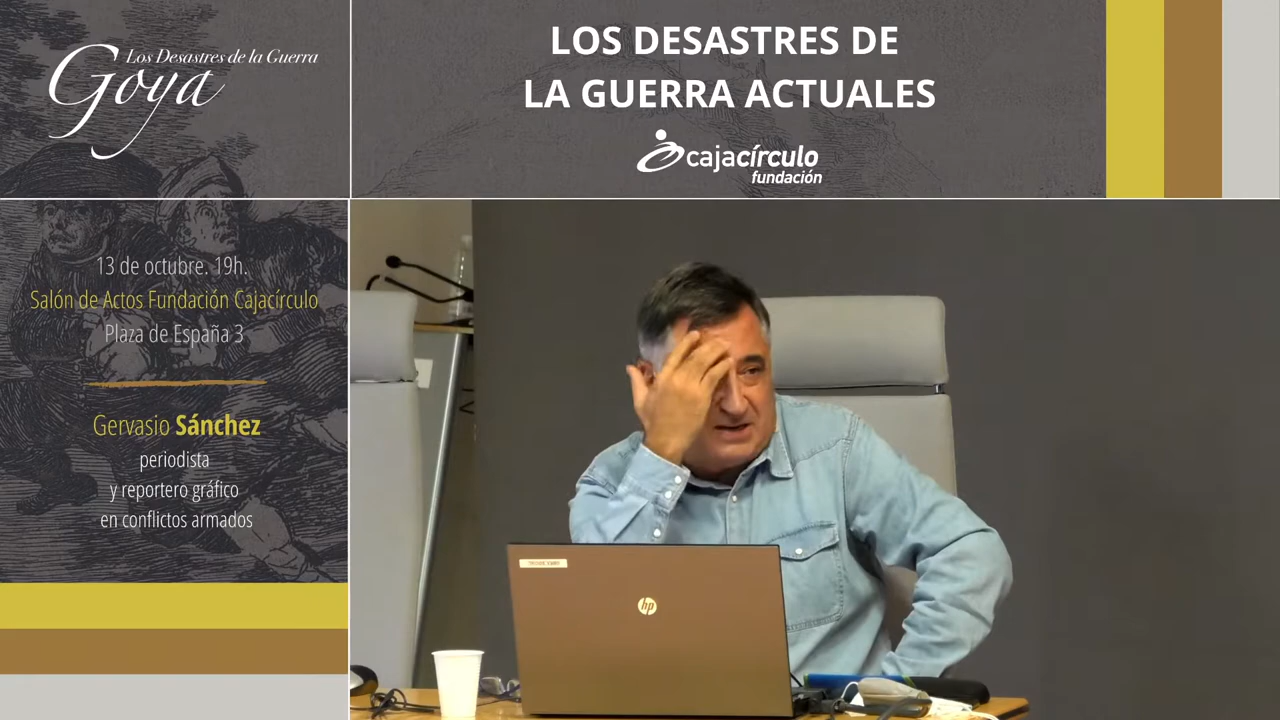 Los Desastres de la Guerra
Goya
LOS DESASTRES DE
LA GUERRA ACTUALES
cajacírculo
fundación
13 de octubre. 19h.
Salón de Actos Fundación Cajacírculo
Plaza de España 3
Gervasio Sánchez
periodista
y reportero gráfico
en conflictos armados
hp